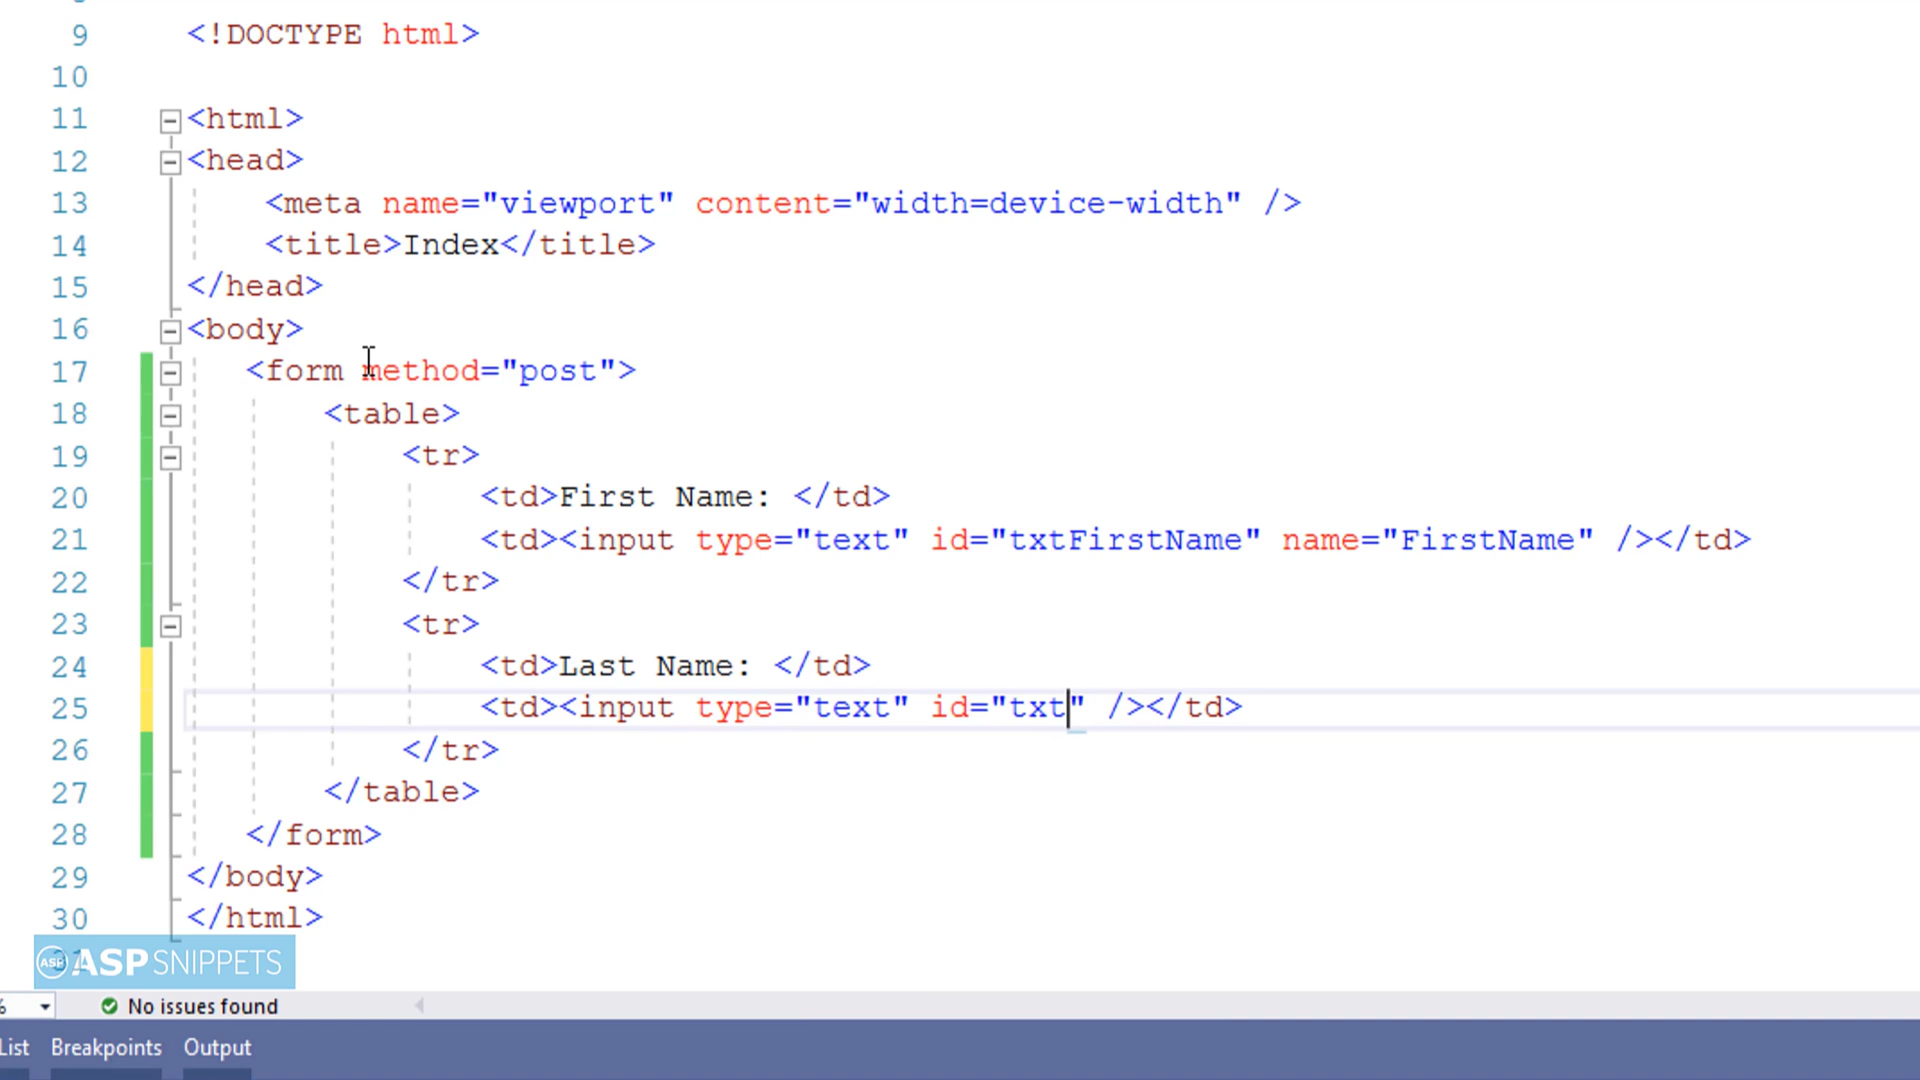 9 <!DOCTYPE html>
10
11 <html>
12 <head>
13 <meta name="viewport" content="width=device-width" />
14 <title>Index</title>
15 </head>
16 <body>
17 <form method="post">
18 <table>
19 <tr>
20 <td>First Name: </td>
21 <td><input type="text" id="txtFirstName" name="FirstName" /></td>
22 </tr>
23 <tr>
24 <td>Last Name: </td>
25 <td><input type="text" id="txt" /></td>
26 </tr>
27 </table>
28 </form>
29 </body>
30 </html>
ASP ASPSNIPPETS
% No issues found
List Breakpoints Output